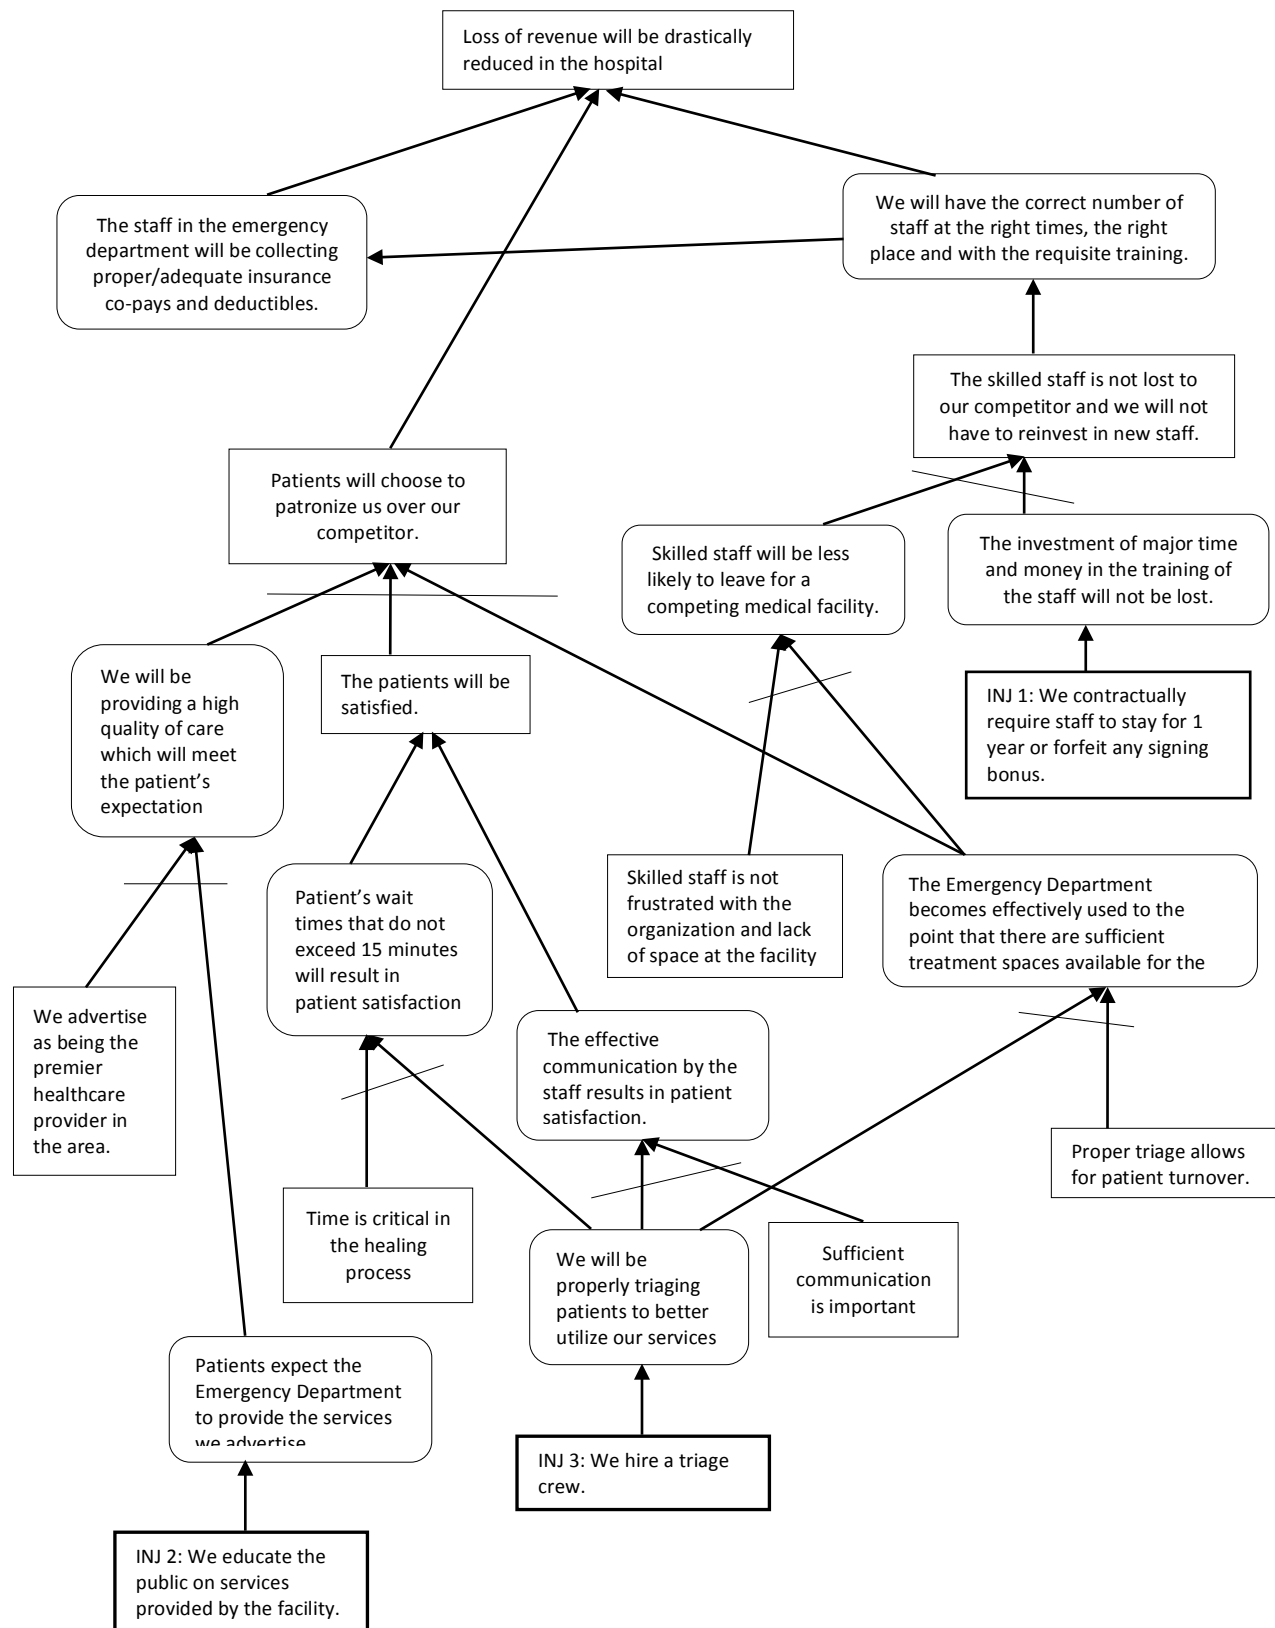 Loss of revenue will be drastically
reduced in the hospital
The staff in the emergency
department will be collecting
proper/adequate insurance
co-pays and deductibles.
We will have the correct number of
staff at the right times, the right
place and with the requisite training.
The skilled staff is not lost to
our competitor and we will not
have to reinvest in new staff.
Patients will choose to
patronize us over our
competitor.
Skilled staff will be less
likely to leave for a
competing medical facility.
The investment of major time
and money in the training of
the staff will not be lost.
We will be
providing a high
quality of care
which will meet
the patient’s
expectation
The patients will be
satisfied.
INJ 1: We contractually
require staff to stay for 1
year or forfeit any signing
bonus.
Patient’s wait
times that do not
exceed 15 minutes
will result in
patient satisfaction
Skilled staff is not
frustrated with the
organization and lack
of space at the facility
The Emergency Department
becomes effectively used to the
point that there are sufficient
treatment spaces available for the
We advertise
as being the
premier
healthcare
provider in
the area.
The effective
communication by the
staff results in patient
satisfaction.
Proper triage allows
for patient turnover.
Time is critical in
the healing
process
We will be
properly triaging
patients to better
utilize our services
Sufficient
communication
is important
Patients expect the
Emergency Department
to provide the services
we advertise
INJ 3: We hire a triage
crew.
INJ 2: We educate the
public on services
provided by the facility.